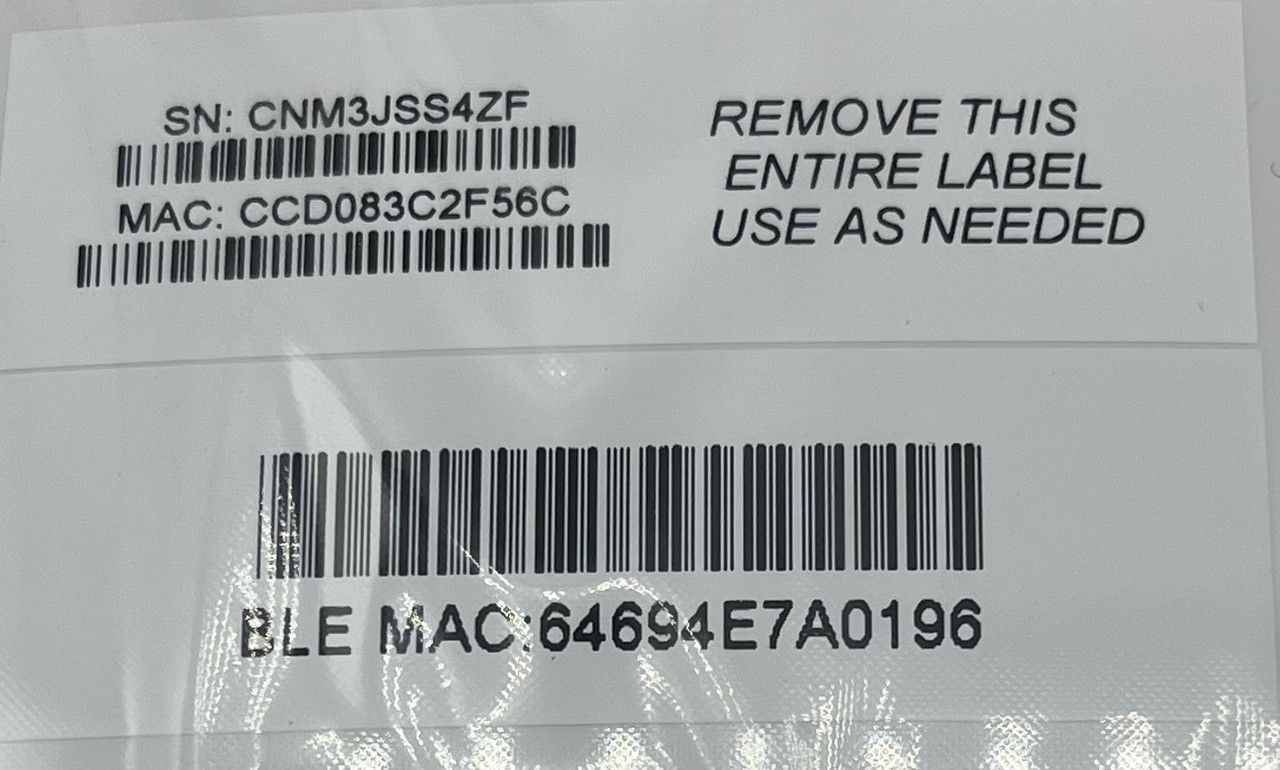 SN: CNM3JSS4ZF
MAC: CCD083C2F56C
REMOVE THIS
ENTIRE LABEL
USE AS NEEDED
BLE MAC:64694E7A0196